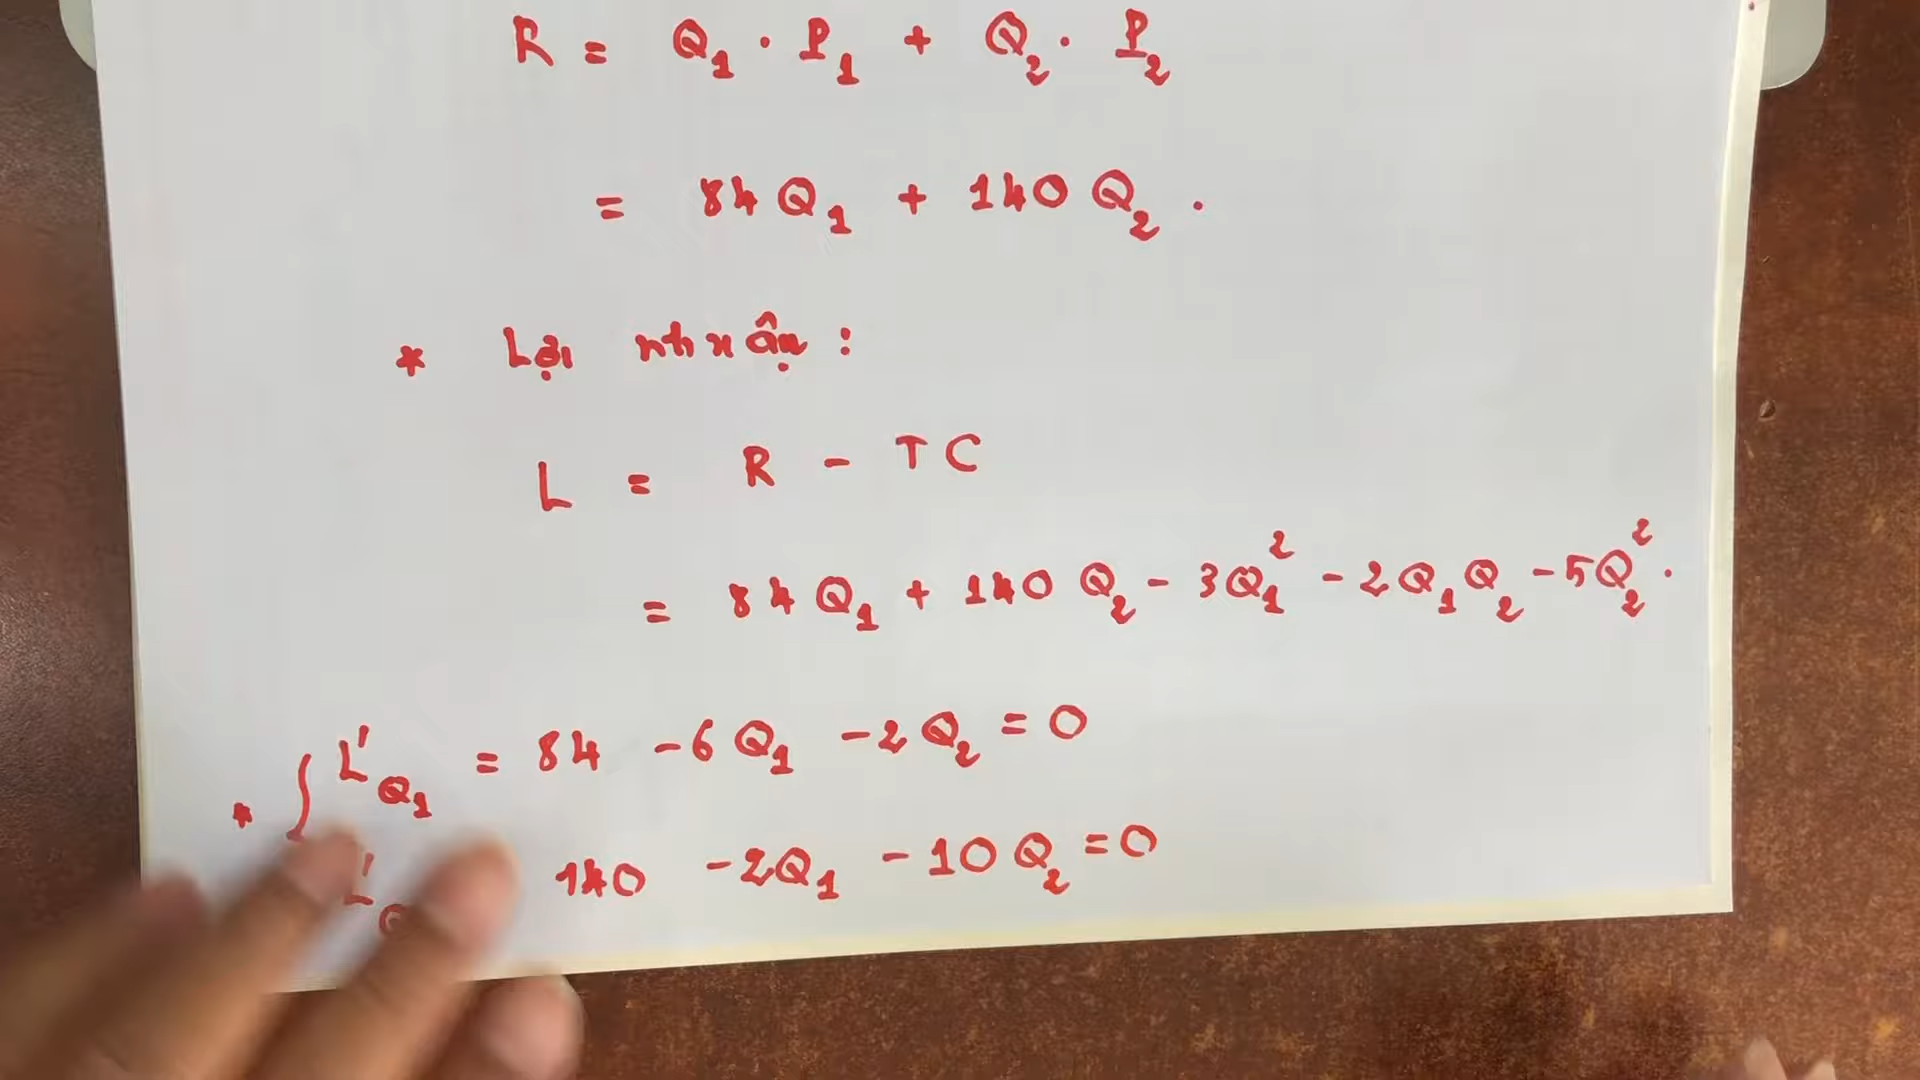 R = Q₁ · P₁ + Q₂ · P₂
= 84Q₁ + 140Q₂ .
* Lợi nhuận :
L = R - TC
= 84Q₁ + 140Q₂ - 3Q₁² - 2Q₁Q₂ - 5Q₂² .
* { L'Q₁ = 84 - 6Q₁ - 2Q₂ = 0
140 - 2Q₁ - 10Q₂ = 0